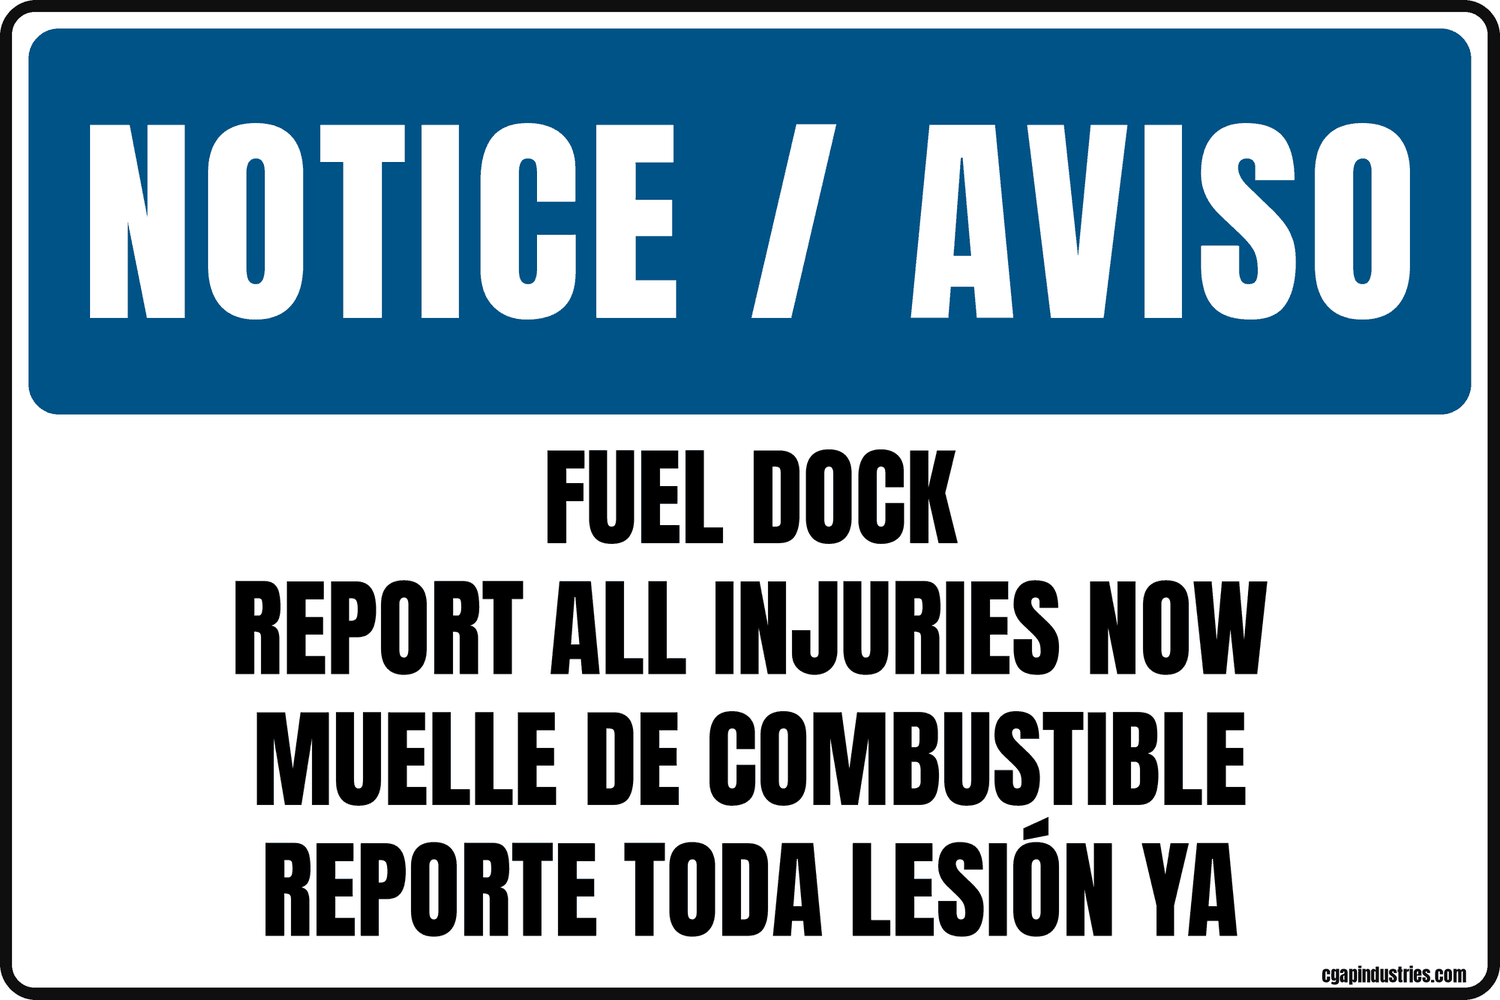 NOTICE / AVISO
FUEL DOCK
REPORT ALL INJURIES NOW
MUELLE DE COMBUSTIBLE
REPORTE TODA LESIÓN YA
cgapindustries.com